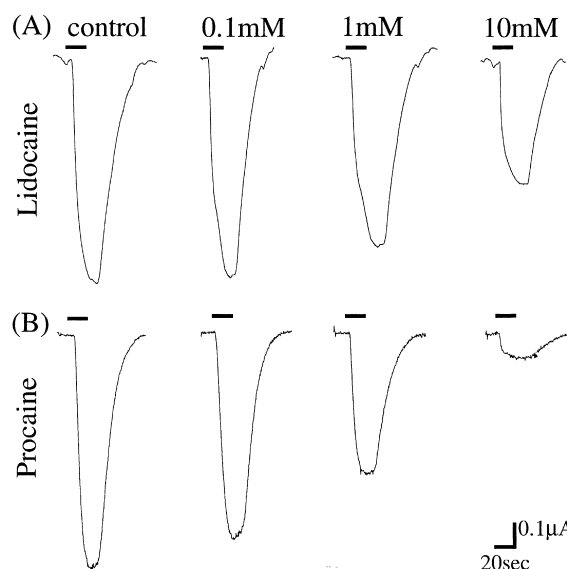 (A) control 0.1mM 1mM 10mM
Lidocaine
(B)
Procaine
0.1μA
20sec